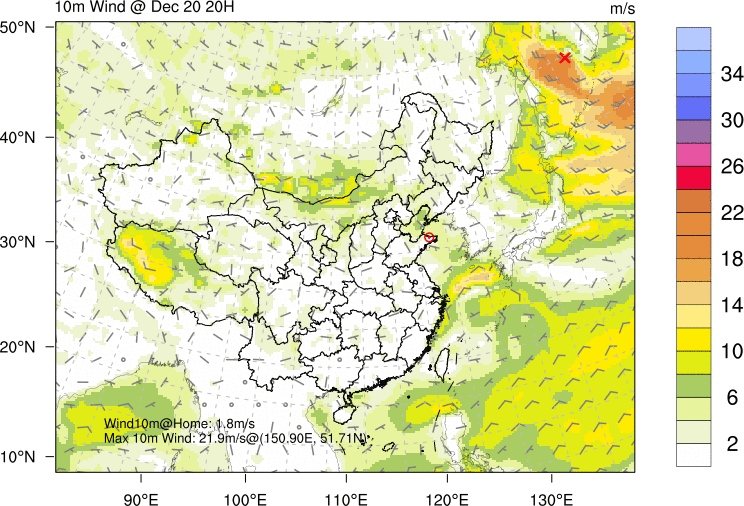 10m Wind @ Dec 20 20H
m/s
50°N
40°N
30°N
20°N
10°N
Wind10m@Home: 1.8m/s
Max 10m Wind: 21.9m/s@(150.90E, 51.71N)
90°E
100°E
110°E
120°E
130°E
34
30
26
22
18
14
10
6
2